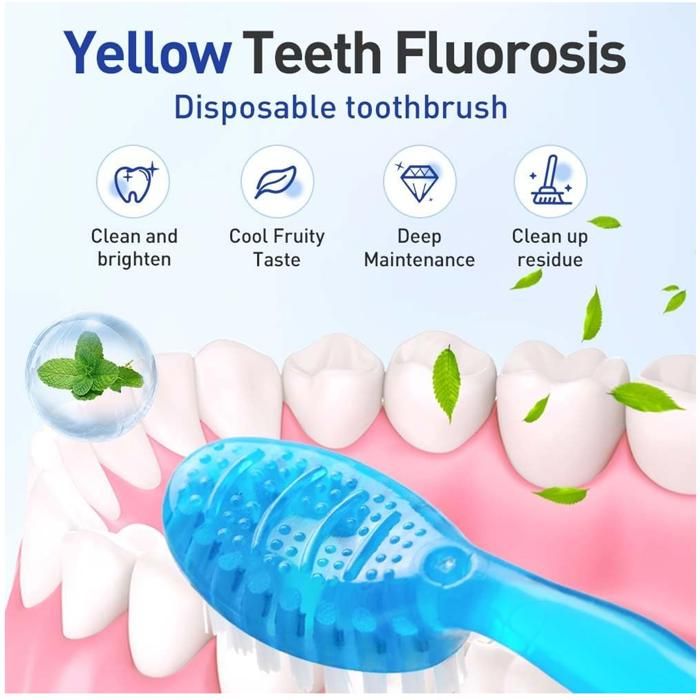 Yellow Teeth Fluorosis
Disposable toothbrush
Clean and
brighten
Cool Fruity
Taste
Deep
Maintenance
Clean up
residue